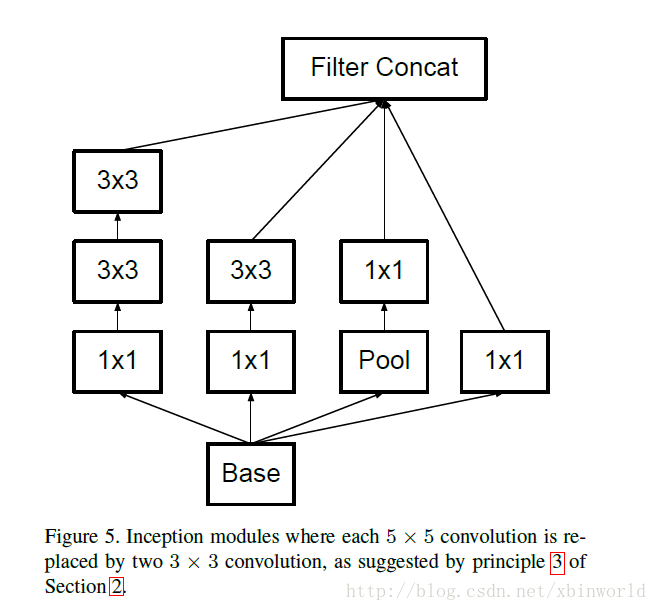 Filter Concat
3x3
3x3 3x3 1x1
1x1 1x1 Pool 1x1
Base
Figure 5. Inception modules where each 5 × 5 convolution is re-
placed by two 3 × 3 convolution, as suggested by principle 3 of
Section 2.
http://blog.csdn.net/xbinworld